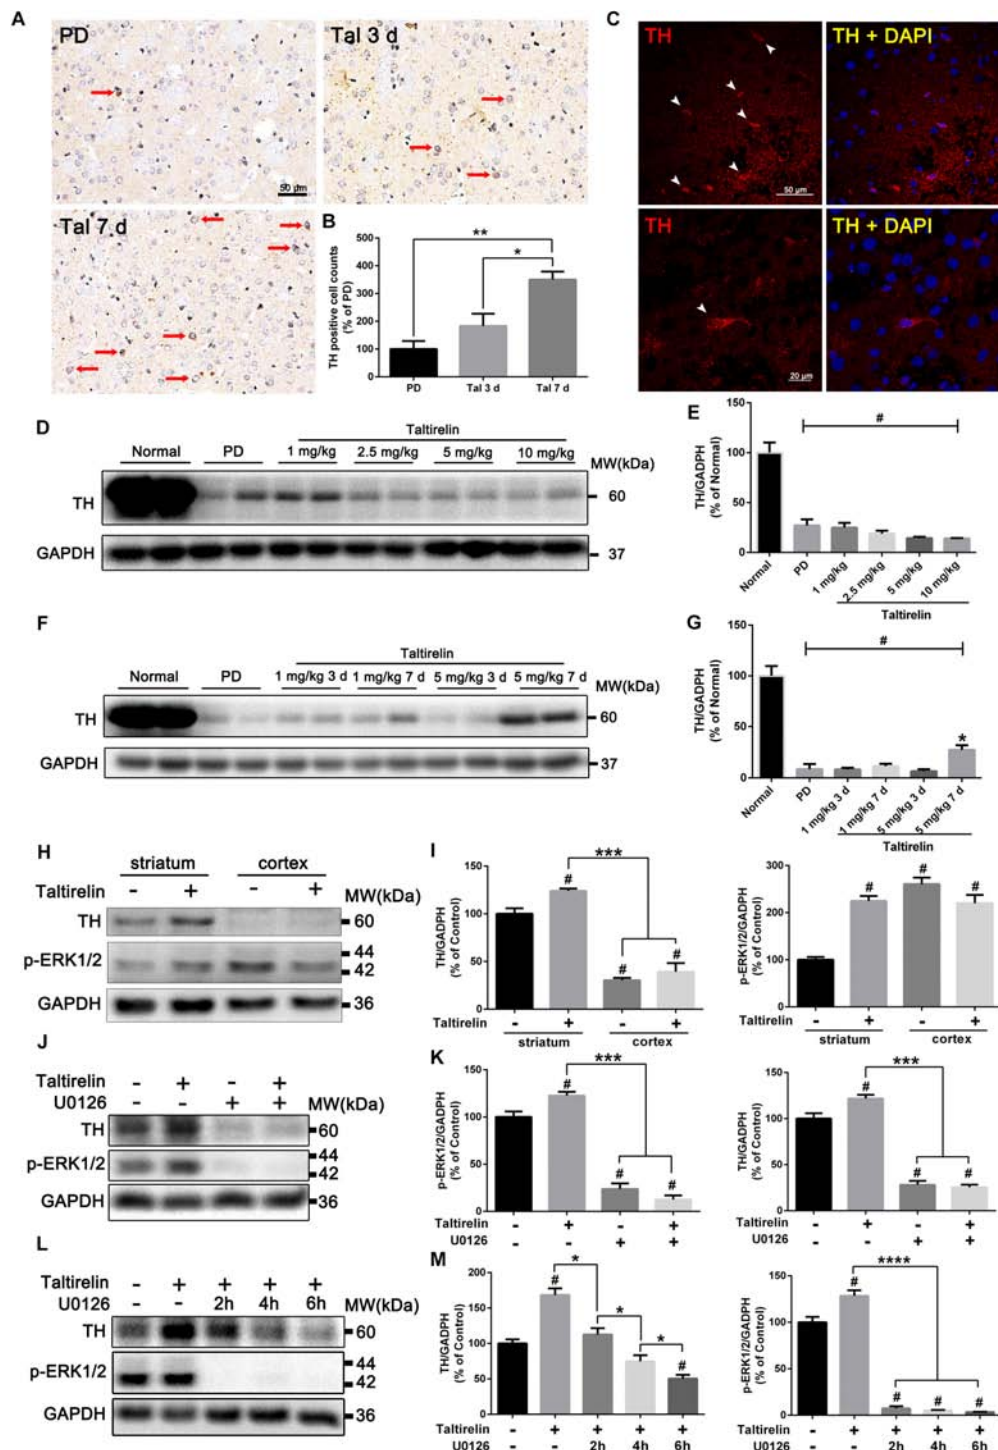 A
PD
50 µm
Tal 3 d
Tal 7 d
B
TH positive cell counts
(% of PD)
500
400
300
200
100
0
**
*
PD Tal 3 d Tal 7 d
C
TH
50 µm
TH + DAPI
TH
20 µm
TH + DAPI
D
Taltirelin
Normal PD 1 mg/kg 2.5 mg/kg 5 mg/kg 10 mg/kg MW(kDa)
TH 60
GAPDH 37
E
TH/GADPH
(% of Normal)
150
100
50
0
#
Normal PD 1 mg/kg 2.5 mg/kg 5 mg/kg 10 mg/kg
Taltirelin
F
Taltirelin
Normal PD 1 mg/kg 3 d 1 mg/kg 7 d 5 mg/kg 3 d 5 mg/kg 7 d MW(kDa)
TH 60
GAPDH 37
G
TH/GADPH
(% of Normal)
150
100
50
0
#
*
Normal PD 1 mg/kg 3 d 1 mg/kg 7 d 5 mg/kg 3 d 5 mg/kg 7 d
Taltirelin
H
striatum cortex
Taltirelin - + - + MW(kDa)
TH 60
p-ERK1/2 44
42
GAPDH 36
I
TH/GADPH
(% of Control)
150
100
50
0
***
# # #
Taltirelin - + - +
striatum cortex
p-ERK1/2/GADPH
(% of Control)
300
200
100
0
# # #
- + - +
striatum cortex
J
Taltirelin - + - +
U0126 - - + + MW(kDa)
TH 60
p-ERK1/2 44
42
GAPDH 36
K
p-ERK1/2/GADPH
(% of Control)
150
100
50
0
***
# # #
Taltirelin - + - +
U0126 - - + +
TH/GADPH
(% of Control)
150
100
50
0
***
# # #
Taltirelin - + - +
U0126 - - + +
L
Taltirelin - + + + +
U0126 - - 2h 4h 6h MW(kDa)
TH 60
p-ERK1/2 44
42
GAPDH 36
M
TH/GADPH
(% of Control)
200
150
100
50
0
* * *
# #
Taltirelin - + + + +
U0126 - - 2h 4h 6h
p-ERK1/2/GADPH
(% of Control)
150
100
50
0
****
# # # #
Taltirelin - + + + +
U0126 - - 2h 4h 6h